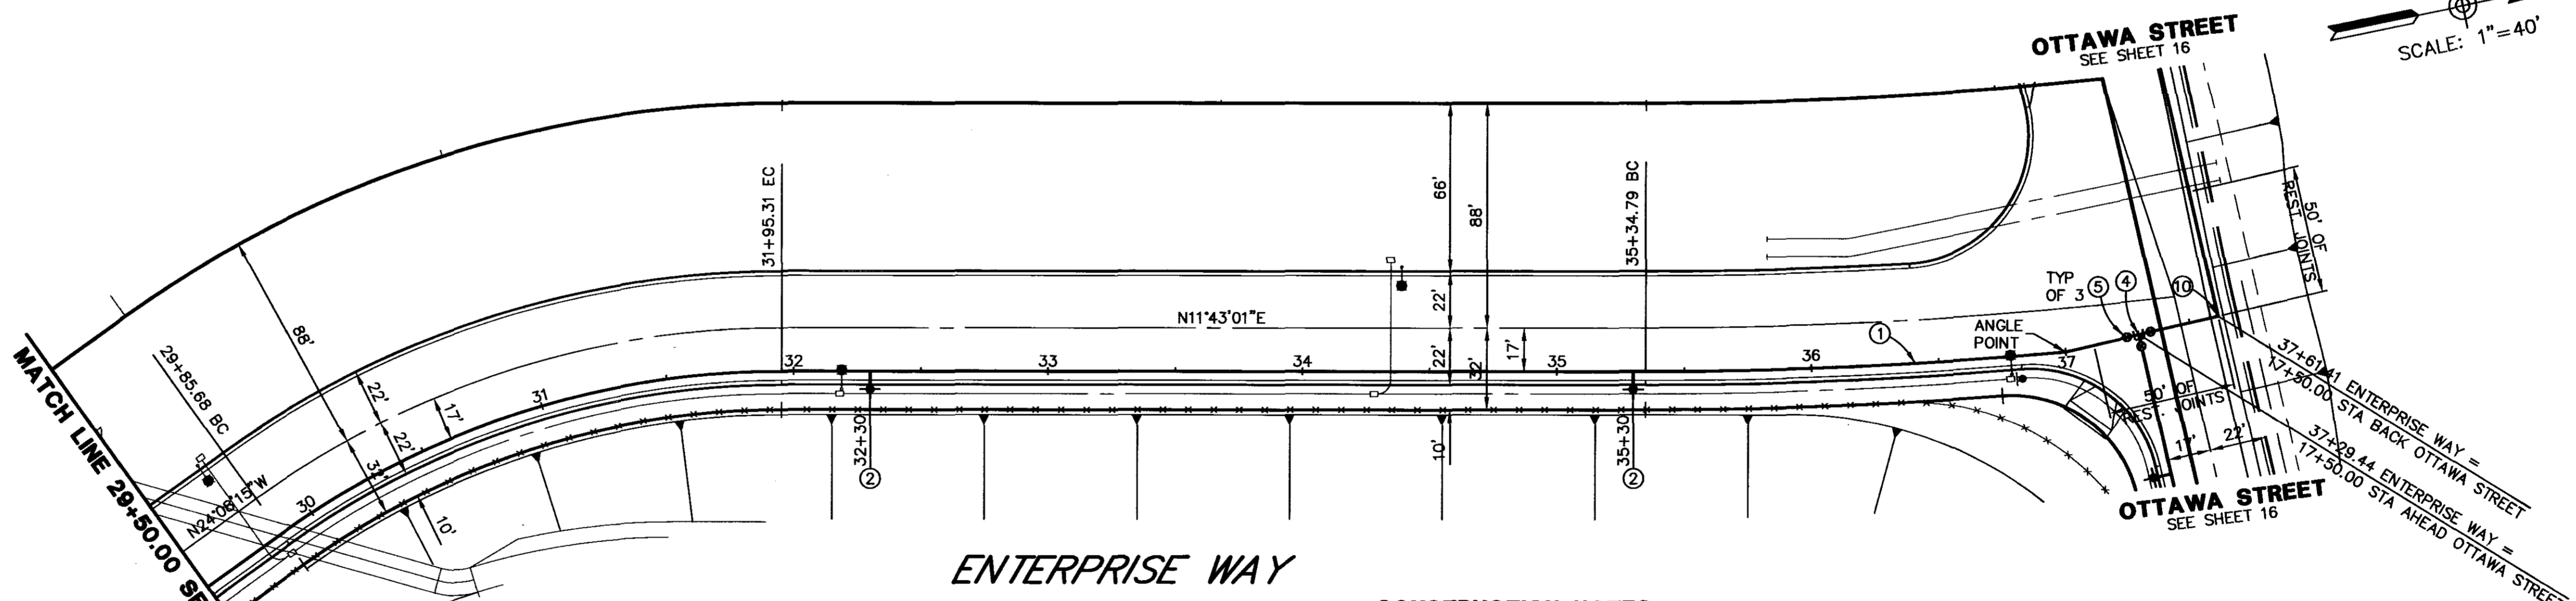 OTTAWA STREET
SEE SHEET 16
SCALE: 1"=40'
31+95.31 EC
66'
88'
35+34.79 BC
50' OF
REST. JOINTS
88'
22'
N11°43'01"E
22'
17'
TYP
OF 3
5
4
10
1
ANGLE
POINT
29+85.68 BC
22'
17'
22'
32'
32
33
34
35
36
37
31
30
32'
N24°08'15"W
10'
32+30
2
10'
35+30
2
50' OF
REST. JOINTS
17'
22'
37+61.41 ENTERPRISE WAY =
17+50.00 STA BACK OTTAWA STREET
37+29.44 ENTERPRISE WAY =
17+50.00 STA AHEAD OTTAWA STREET
MATCH LINE 29+50.00
OTTAWA STREET
SEE SHEET 16
ENTERPRISE WAY